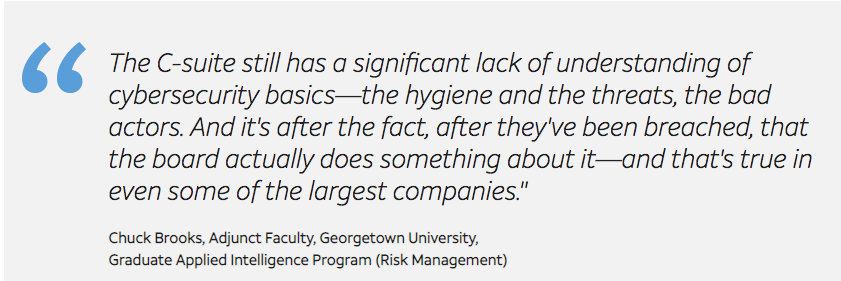 “
The C-suite still has a significant lack of understanding of
cybersecurity basics—the hygiene and the threats, the bad
actors. And it's after the fact, after they've been breached, that
the board actually does something about it—and that's true in
even some of the largest companies."
Chuck Brooks, Adjunct Faculty, Georgetown University,
Graduate Applied Intelligence Program (Risk Management)